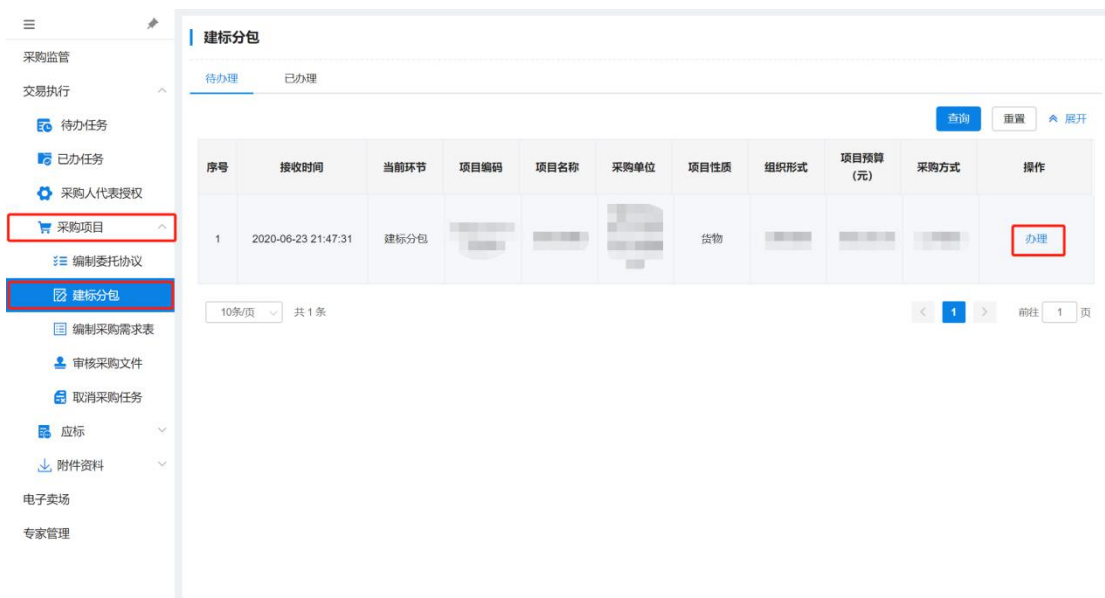 采购监管
交易执行
待办任务
已办任务
采购人代表授权
采购项目
编制委托协议
建标分包
编制采购需求表
审核采购文件
取消采购任务
应标
附件资料
电子卖场
专家管理
建标分包
待办理 已办理
查询 重置 展开
序号 接收时间 当前环节 项目编码 项目名称 采购单位 项目性质 组织形式 项目预算(元) 采购方式 操作
1 2020-06-23 21:47:31 建标分包 货物 办理
10条/页 共 1 条 1 前往 1 页